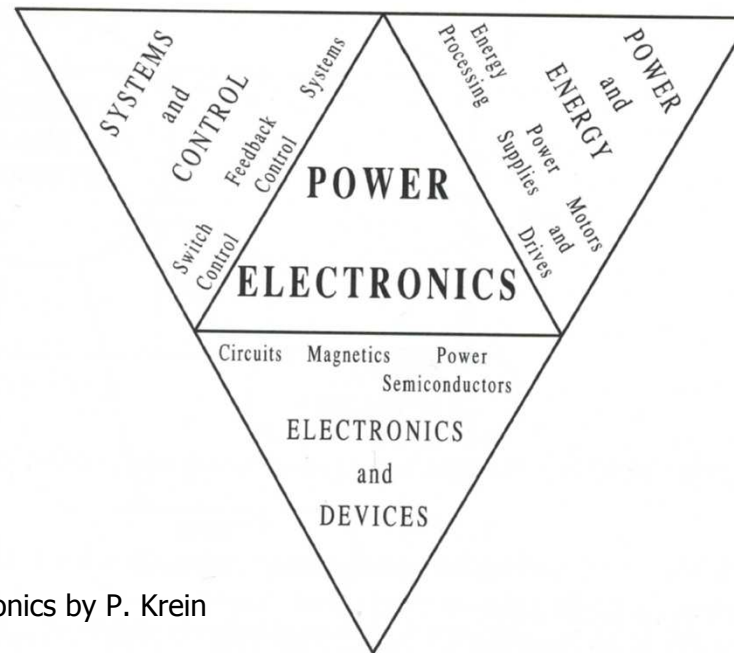 SYSTEMS
and
CONTROL
Systems
Feedback
Control
Switch
Control
POWER
and
ENERGY
Energy
Processing
Power
Supplies
Motors
and
Drives
POWER
ELECTRONICS
Circuits Magnetics Power
Semiconductors
ELECTRONICS
and
DEVICES
onics by P. Krein